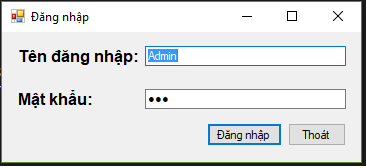 Đăng nhập
Tên đăng nhập: Admin
Mật khẩu: •••
Đăng nhập Thoát